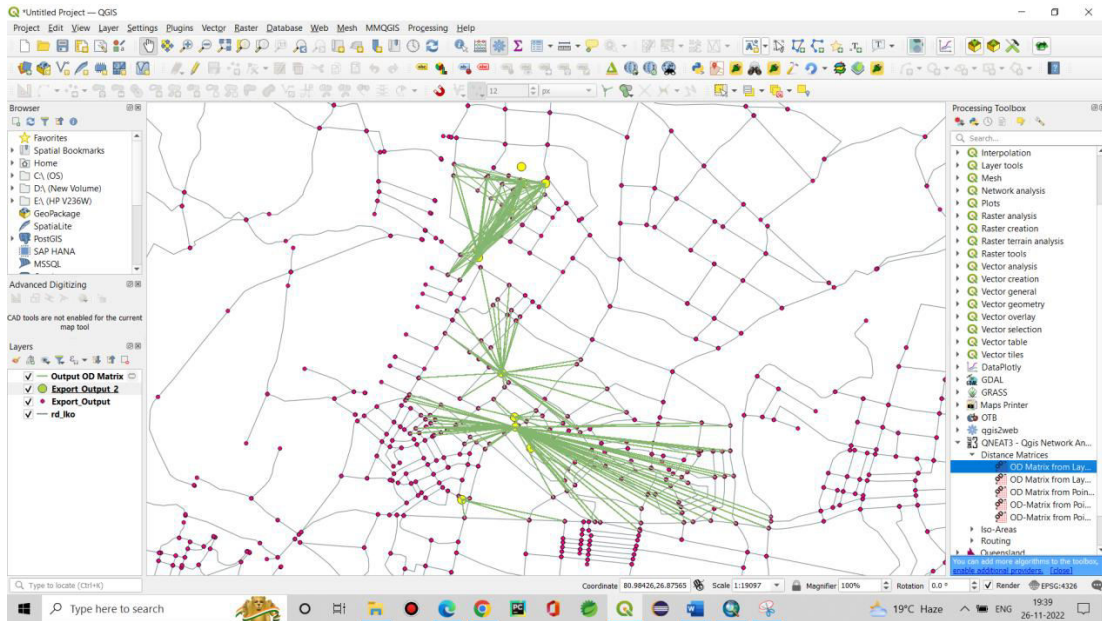 *Untitled Project — QGIS
Project Edit View Layer Settings Plugins Vector Raster Database Web Mesh MMQGIS Processing Help
12 px
Browser
Favorites
Spatial Bookmarks
Home
C:\ (OS)
D:\ (New Volume)
E:\ (HP V236W)
GeoPackage
SpatiaLite
PostGIS
SAP HANA
MSSQL
Advanced Digitizing
CAD tools are not enabled for the current
map tool
Layers
Output OD Matrix
Export_Output_2
Export_Output
rd_lko
Processing Toolbox
Search...
Interpolation
Layer tools
Mesh
Network analysis
Plots
Raster analysis
Raster creation
Raster terrain analysis
Raster tools
Vector analysis
Vector creation
Vector general
Vector geometry
Vector overlay
Vector selection
Vector table
Vector tiles
DataPlotly
GDAL
GRASS
Maps Printer
OTB
qgis2web
QNEAT3 - Qgis Network An...
Distance Matrices
OD Matrix from Lay...
OD Matrix from Lay...
OD Matrix from Poin...
OD-Matrix from Poi...
OD-Matrix from Poi...
Iso-Areas
Routing
Queensland
You can add more algorithms to the toolbox,
enable additional providers. [close]
Type to locate (Ctrl+K)
Coordinate 80.98426,26.87565 Scale 1:19097 Magnifier 100% Rotation 0.0 ° Render EPSG:4326
Type here to search
19°C Haze ENG 19:39
26-11-2022